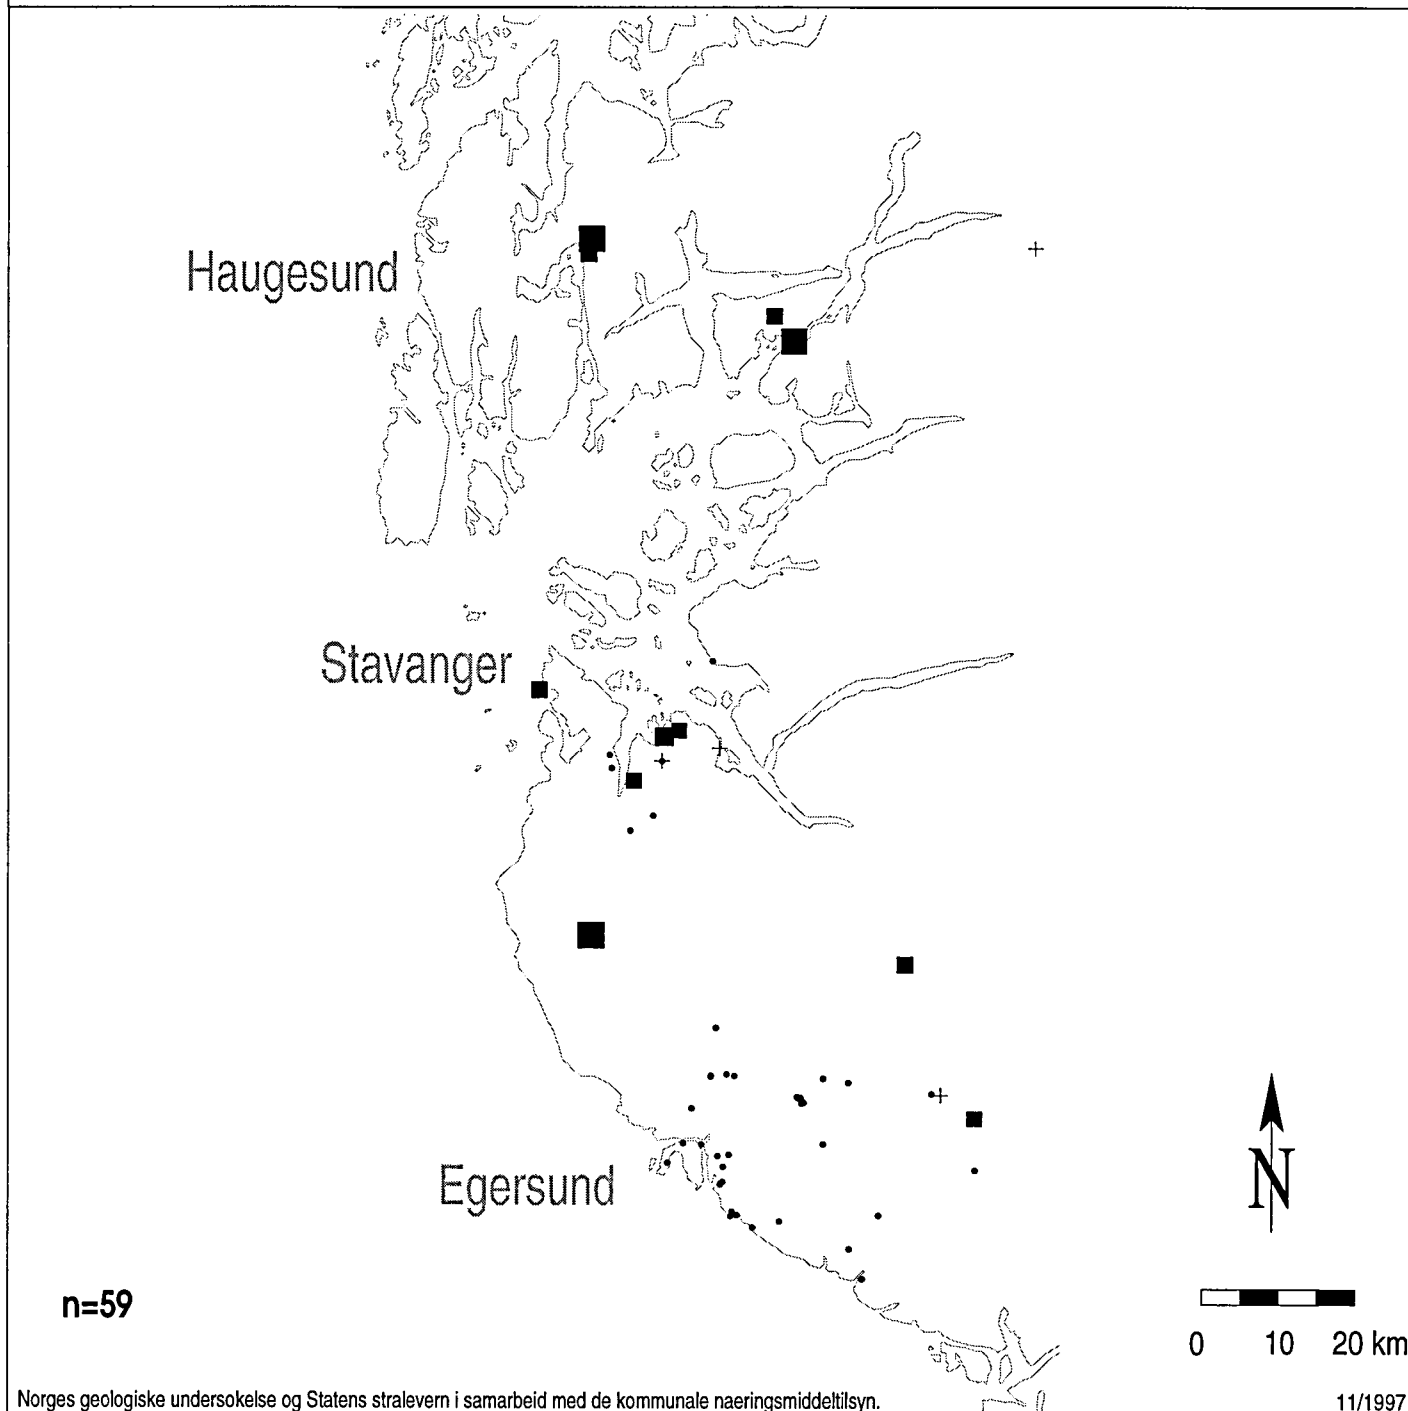 Haugesund
Stavanger
Egersund
N
n=59
0 10 20 km
Norges geologiske undersokelse og Statens stralevern i samarbeid med de kommunale naeringsmiddeltilsyn.
11/1997